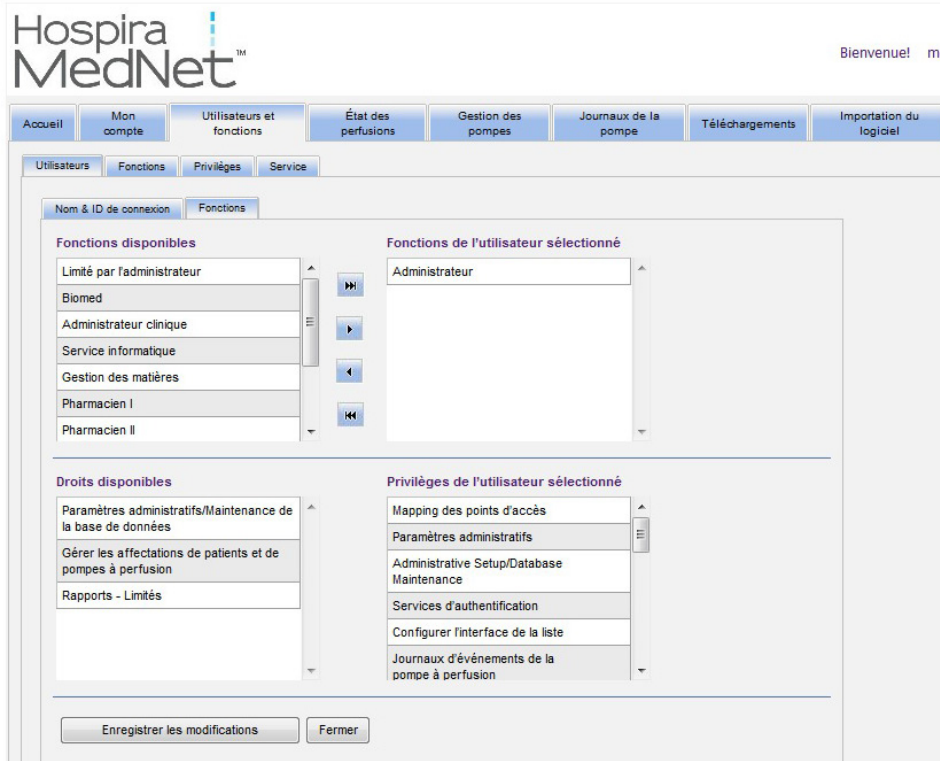 Hospira
MedNet™
Bienvenue! m
Accueil
Mon
compte
Utilisateurs et
fonctions
État des
perfusions
Gestion des
pompes
Journaux de la
pompe
Téléchargements
Importation du
logiciel
Utilisateurs
Fonctions
Privilèges
Service
Nom & ID de connexion
Fonctions
Fonctions disponibles
Limité par l'administrateur
Biomed
Administrateur clinique
Service informatique
Gestion des matières
Pharmacien I
Pharmacien II
Fonctions de l'utilisateur sélectionné
Administrateur
Droits disponibles
Paramètres administratifs/Maintenance de
la base de données
Gérer les affectations de patients et de
pompes à perfusion
Rapports - Limités
Privilèges de l'utilisateur sélectionné
Mapping des points d'accès
Paramètres administratifs
Administrative Setup/Database
Maintenance
Services d'authentification
Configurer l'interface de la liste
Journaux d'événements de la
pompe à perfusion
Enregistrer les modifications
Fermer